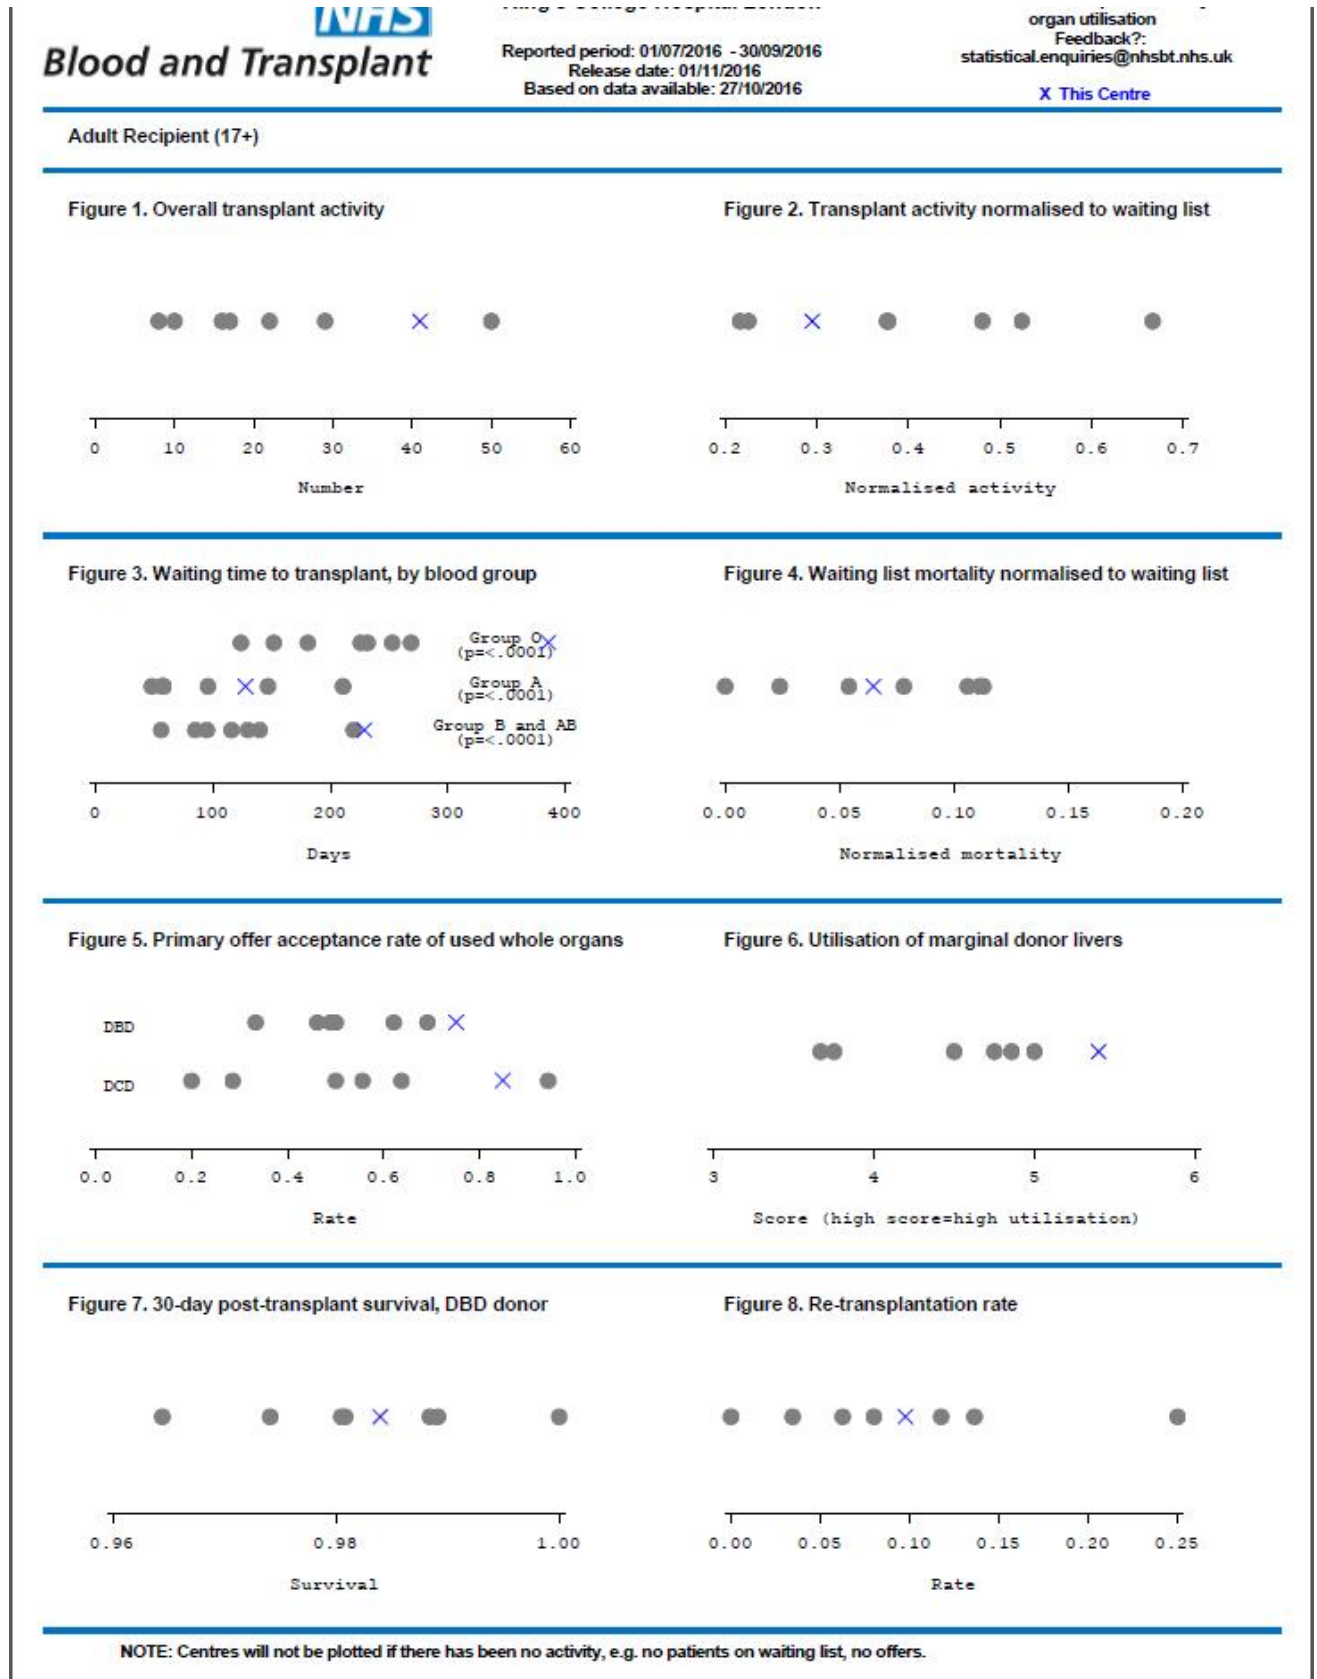 NHS
Blood and Transplant
King's College Hospital London
Reported period: 01/07/2016 - 30/09/2016
Release date: 01/11/2016
Based on data available: 27/10/2016
organ utilisation
Feedback?:
statistical.enquiries@nhsbt.nhs.uk
X This Centre
Adult Recipient (17+)
Figure 1. Overall transplant activity
0 10 20 30 40 50 60
Number
Figure 2. Transplant activity normalised to waiting list
0.2 0.3 0.4 0.5 0.6 0.7
Normalised activity
Figure 3. Waiting time to transplant, by blood group
Group O
(p=<.0001)
Group A
(p=<.0001)
Group B and AB
(p=<.0001)
0 100 200 300 400
Days
Figure 4. Waiting list mortality normalised to waiting list
0.00 0.05 0.10 0.15 0.20
Normalised mortality
Figure 5. Primary offer acceptance rate of used whole organs
DBD
DCD
0.0 0.2 0.4 0.6 0.8 1.0
Rate
Figure 6. Utilisation of marginal donor livers
3 4 5 6
Score (high score=high utilisation)
Figure 7. 30-day post-transplant survival, DBD donor
0.96 0.98 1.00
Survival
Figure 8. Re-transplantation rate
0.00 0.05 0.10 0.15 0.20 0.25
Rate
NOTE: Centres will not be plotted if there has been no activity, e.g. no patients on waiting list, no offers.